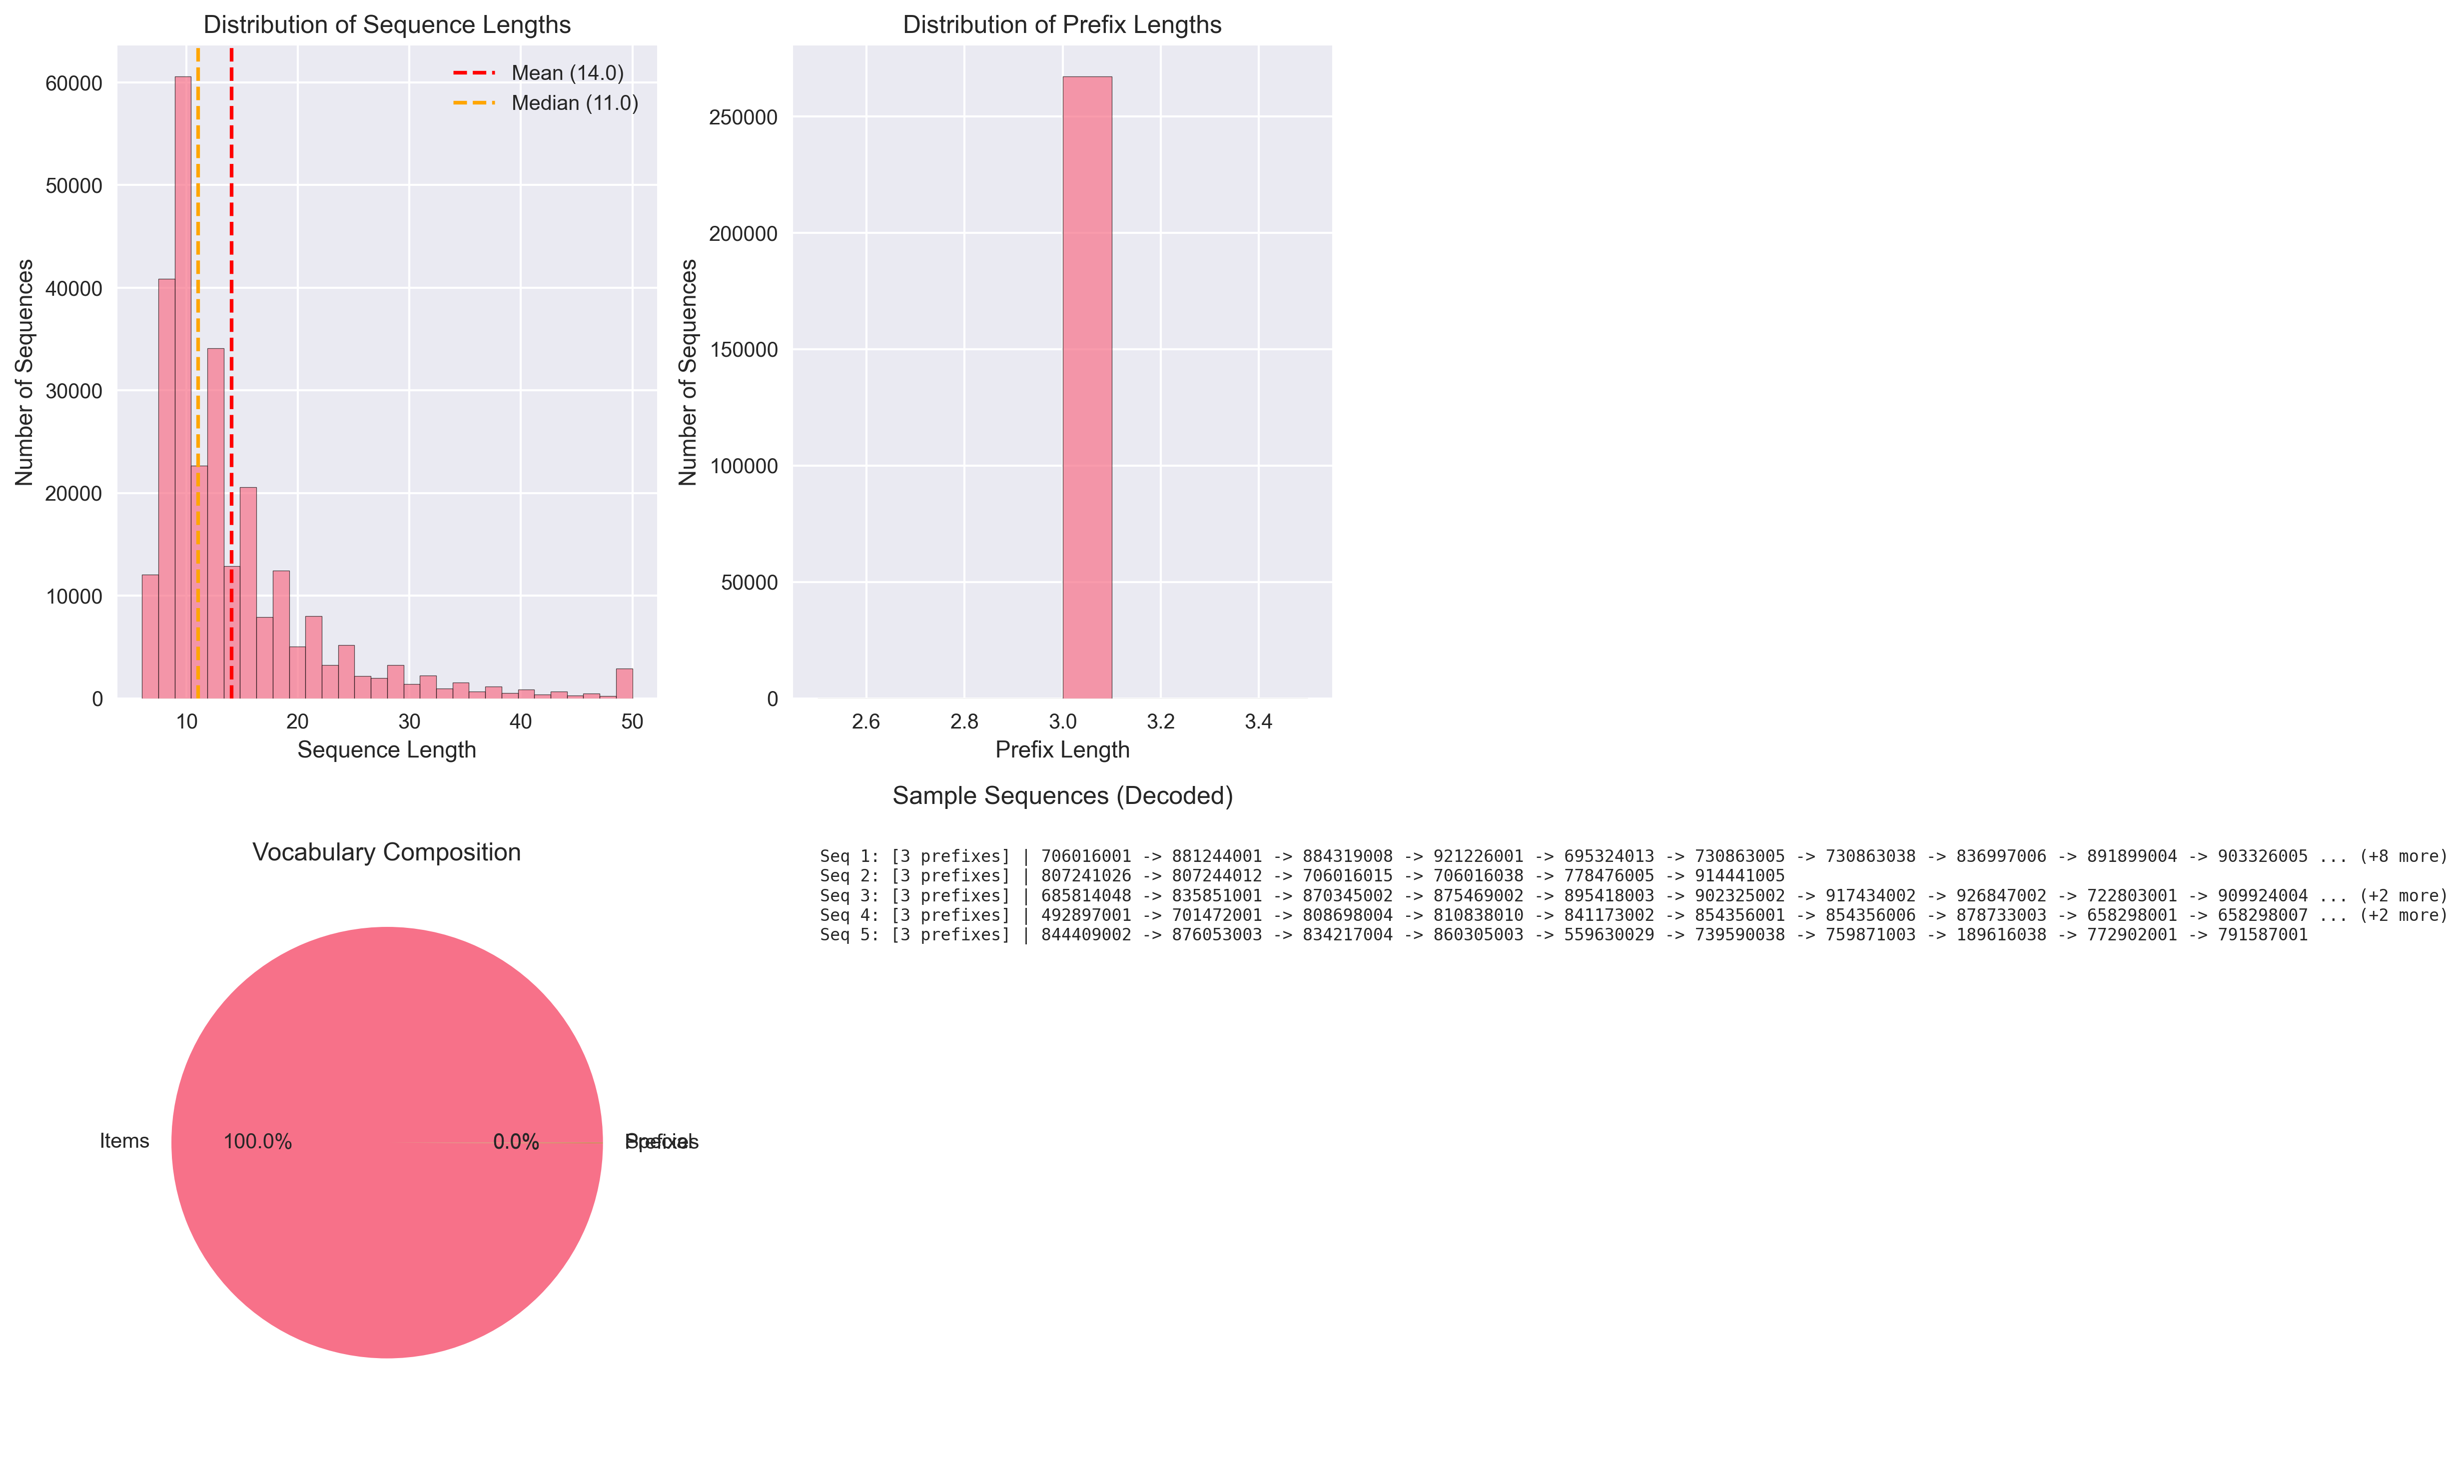 Distribution of Sequence Lengths
Mean (14.0)
Median (11.0)
60000
50000
40000
30000
20000
10000
0
Number of Sequences
10 20 30 40 50
Sequence Length
Distribution of Prefix Lengths
250000
200000
150000
100000
50000
0
Number of Sequences
2.6 2.8 3.0 3.2 3.4
Prefix Length
Vocabulary Composition
Items
100.0%
0.0%
Special
Prefixes
Sample Sequences (Decoded)
Seq 1: [3 prefixes] | 706016001 -> 881244001 -> 884319008 -> 921226001 -> 695324013 -> 730863005 -> 730863038 -> 836997006 -> 891899004 -> 903326005 ... (+8 more)
Seq 2: [3 prefixes] | 807241026 -> 807244012 -> 706016015 -> 706016038 -> 778476005 -> 914441005
Seq 3: [3 prefixes] | 685814048 -> 835851001 -> 870345002 -> 875469002 -> 895418003 -> 902325002 -> 917434002 -> 926847002 -> 722803001 -> 909924004 ... (+2 more)
Seq 4: [3 prefixes] | 492897001 -> 701472001 -> 808698004 -> 810838010 -> 841173002 -> 854356001 -> 854356006 -> 878733003 -> 658298001 -> 658298007 ... (+2 more)
Seq 5: [3 prefixes] | 844409002 -> 876053003 -> 834217004 -> 860305003 -> 559630029 -> 739590038 -> 759871003 -> 189616038 -> 772902001 -> 791587001